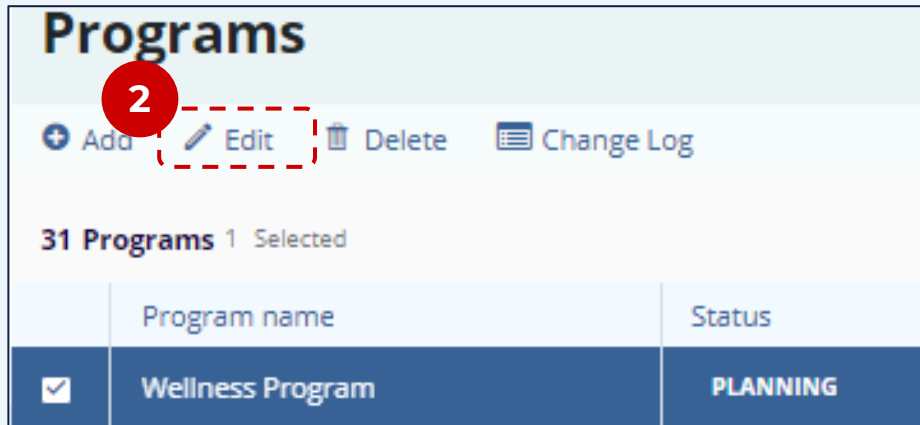 Programs
2
Add Edit Delete Change Log
31 Programs 1 Selected
Program name Status
Wellness Program PLANNING